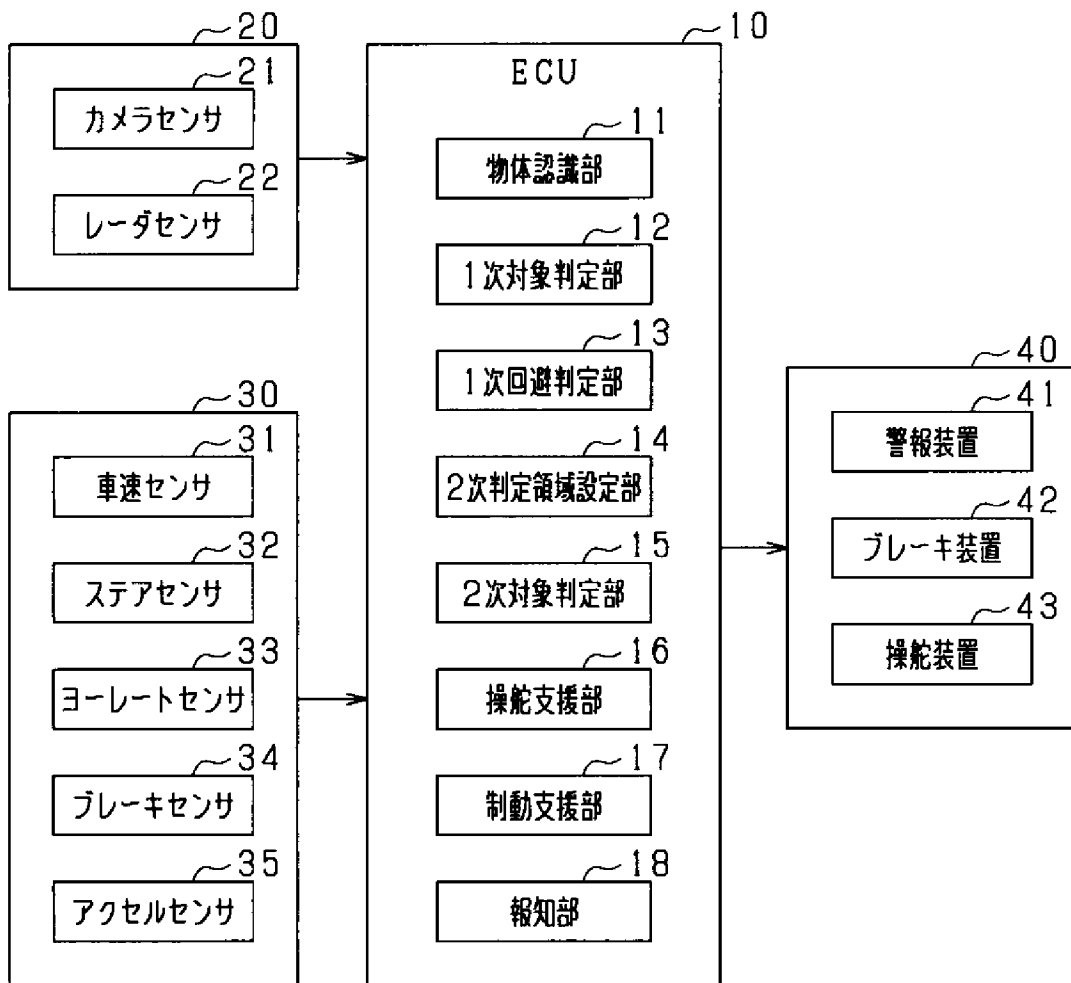 20
21
カメラセンサ
22
レーダセンサ
30
31
車速センサ
32
ステアセンサ
33
ヨーレートセンサ
34
ブレーキセンサ
35
アクセルセンサ
10
ECU
11
物体認識部
12
1次対象判定部
13
1次回避判定部
14
2次判定領域設定部
15
2次対象判定部
16
操舵支援部
17
制動支援部
18
報知部
40
41
警報装置
42
ブレーキ装置
43
操舵装置